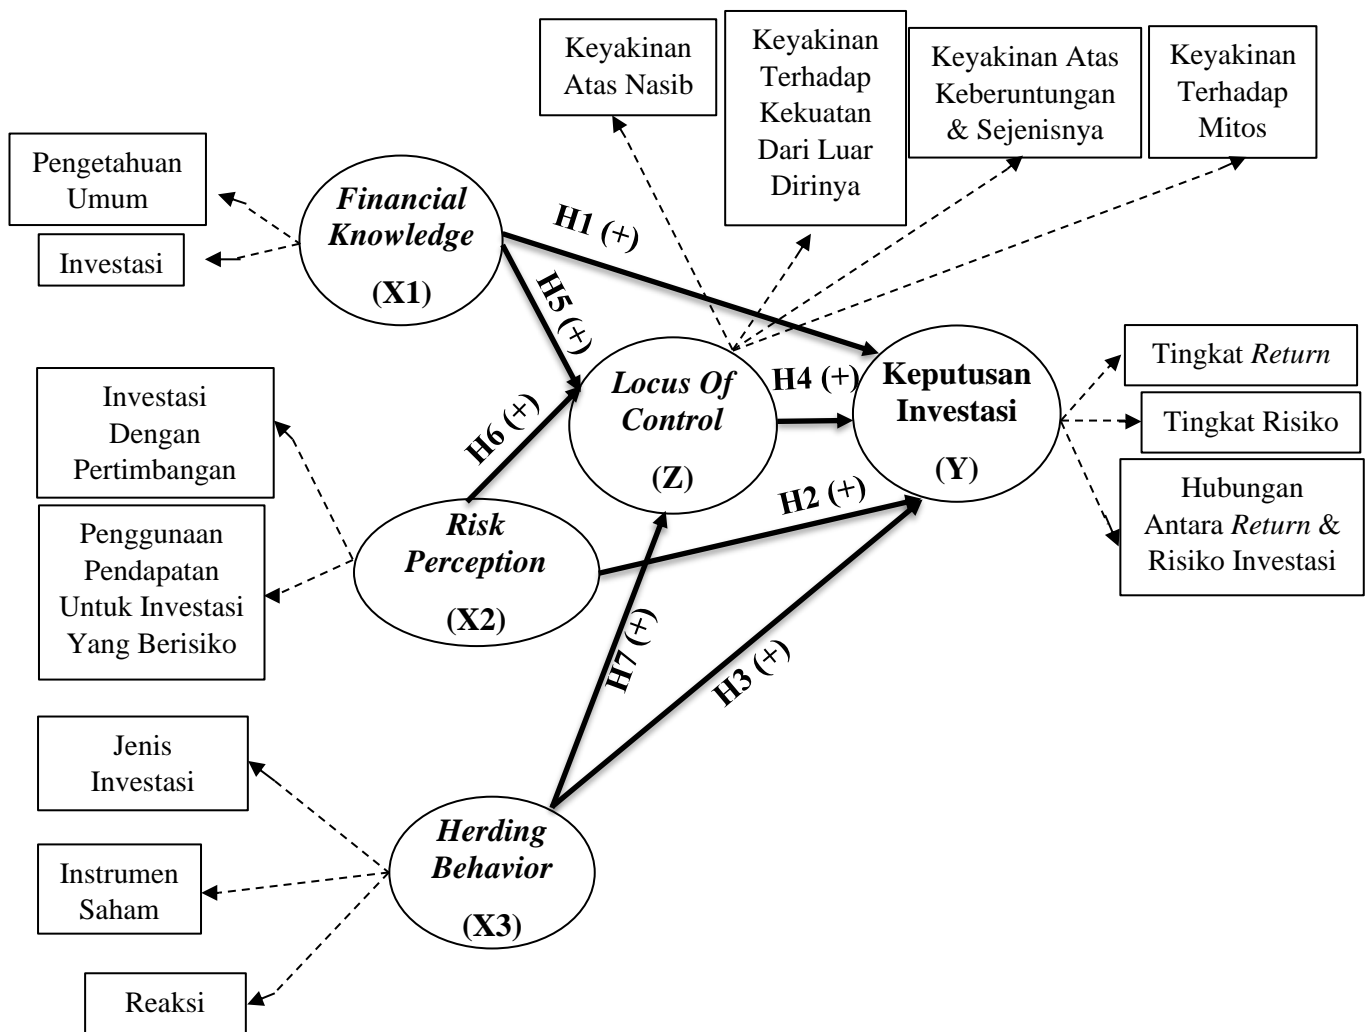 Keyakinan
Atas Nasib
Keyakinan
Terhadap
Kekuatan
Dari Luar
Dirinya
Keyakinan Atas
Keberuntungan
& Sejenisnya
Keyakinan
Terhadap
Mitos
Pengetahuan
Umum
Investasi
Financial
Knowledge
(X1)
H1 (+)
H5 (+)
Investasi
Dengan
Pertimbangan
Penggunaan
Pendapatan
Untuk Investasi
Yang Berisiko
H6 (+)
Locus Of
Control
(Z)
H4 (+)
Keputusan
Investasi
(Y)
Tingkat Return
Tingkat Risiko
Hubungan
Antara Return &
Risiko Investasi
Risk
Perception
(X2)
H2 (+)
H7 (+)
H3 (+)
Jenis
Investasi
Instrumen
Saham
Reaksi
Herding
Behavior
(X3)